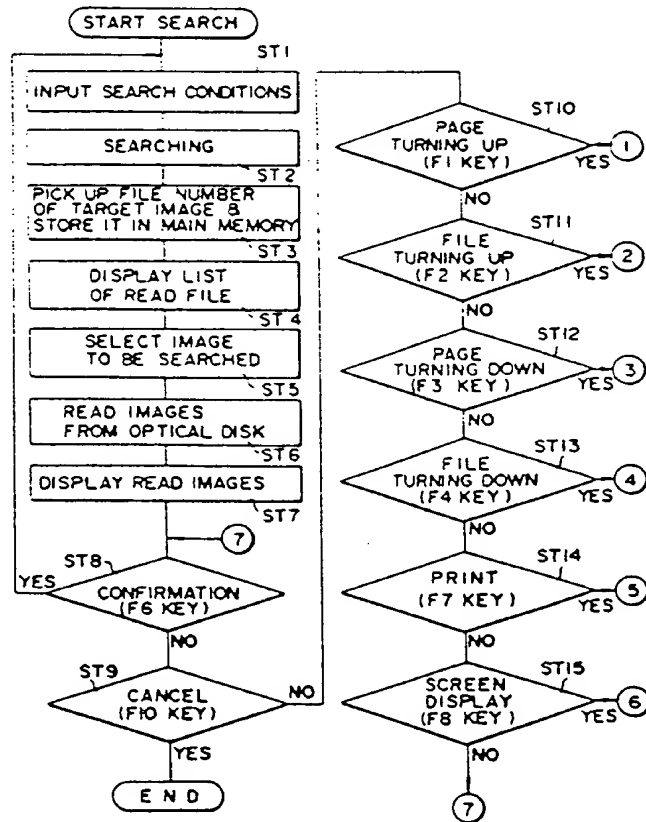 START SEARCH
ST1
INPUT SEARCH CONDITIONS
SEARCHING
ST2
PICK UP FILE NUMBER
OF TARGET IMAGE &
STORE IT IN MAIN MEMORY
ST3
DISPLAY LIST
OF READ FILE
ST4
SELECT IMAGE
TO BE SEARCHED
ST5
READ IMAGES
FROM OPTICAL DISK
ST6
DISPLAY READ IMAGES
ST7
7
ST8
YES
CONFIRMATION
(F6 KEY)
NO
ST9
CANCEL
(F10 KEY)
NO
YES
END
ST10
PAGE
TURNING UP
(F1 KEY)
YES
1
NO
ST11
FILE
TURNING UP
(F2 KEY)
YES
2
NO
ST12
PAGE
TURNING DOWN
(F3 KEY)
YES
3
NO
ST13
FILE
TURNING DOWN
(F4 KEY)
YES
4
NO
ST14
PRINT
(F7 KEY)
YES
5
NO
ST15
SCREEN
DISPLAY
(F8 KEY)
YES
6
NO
7